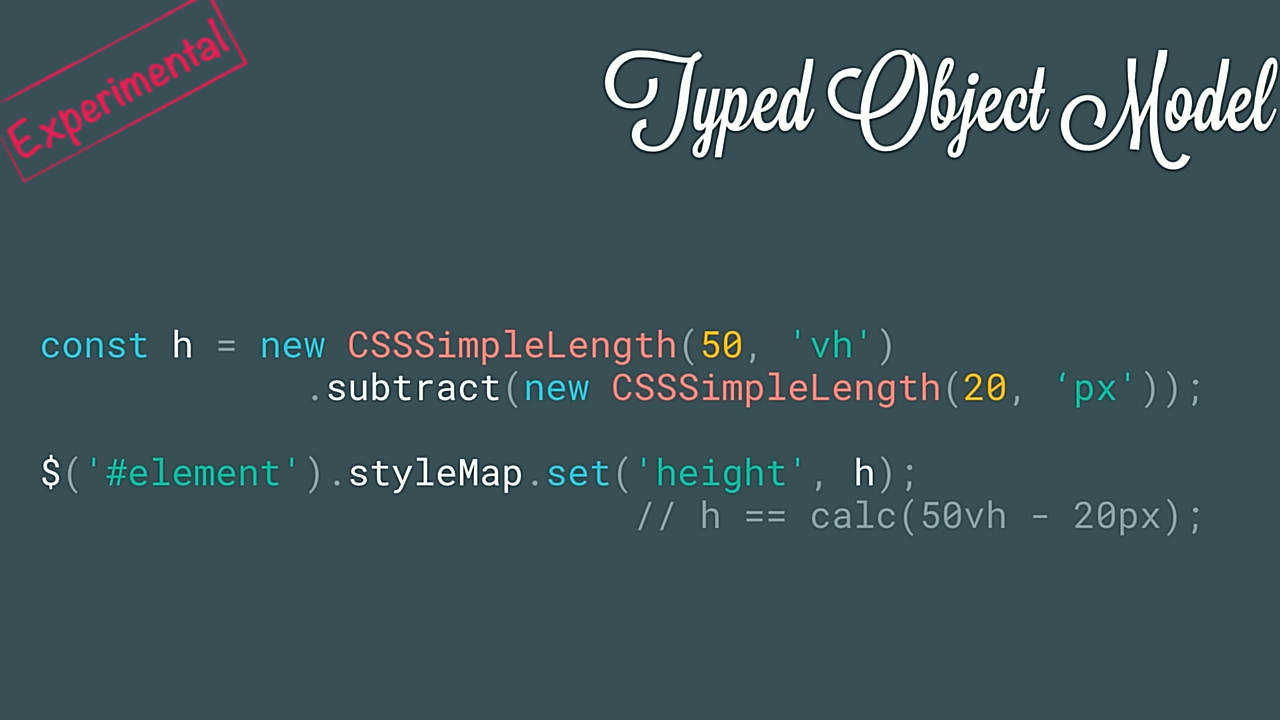 Experimental
Typed Object Model
const h = new CSSSimpleLength(50, 'vh')
.subtract(new CSSSimpleLength(20, ‘px'));
$('#element').styleMap.set('height', h);
// h == calc(50vh - 20px);